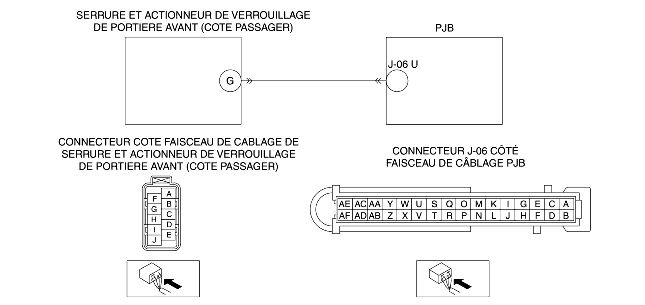 SERRURE ET ACTIONNEUR DE VERROUILLAGE
DE PORTIERE AVANT (COTE PASSAGER)
PJB
G
J-06 U
CONNECTEUR COTE FAISCEAU DE CABLAGE DE
SERRURE ET ACTIONNEUR DE VERROUILLAGE
DE PORTIERE AVANT (COTE PASSAGER)
CONNECTEUR J-06 CÔTÉ
FAISCEAU DE CÂBLAGE PJB
A
F
B
G
C
H
D
I
E
J
AE AC AA Y W U S Q O M K I G E C A
AF AD AB Z X V T R P N L J H F D B